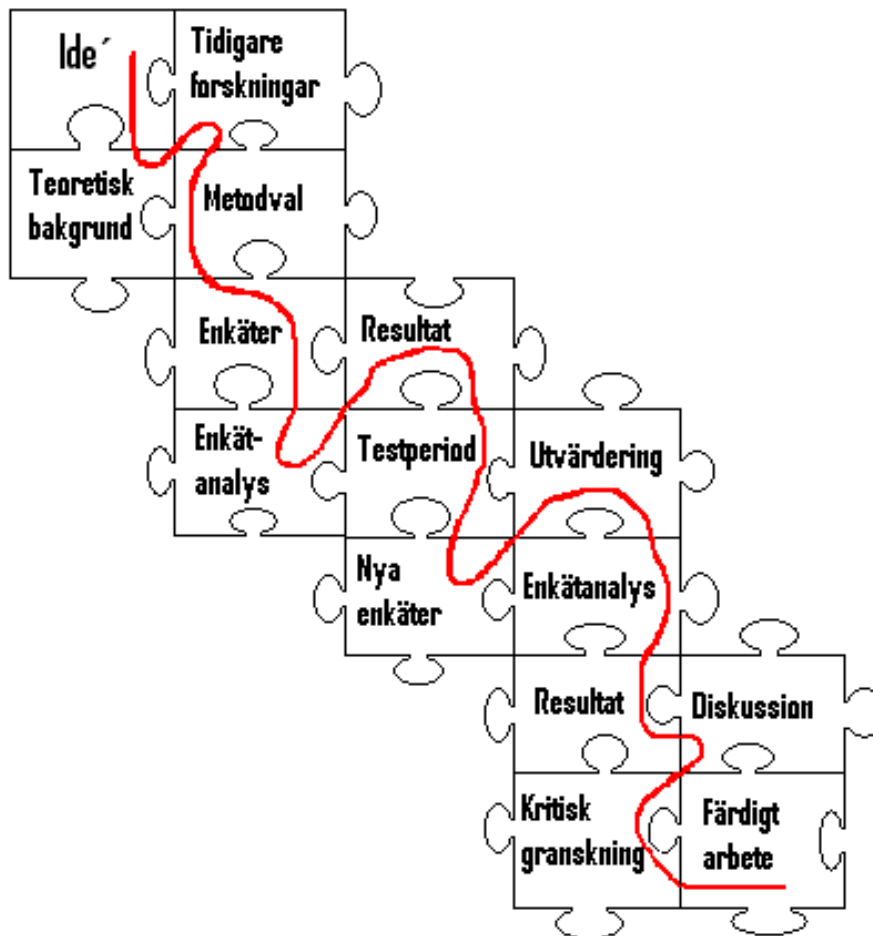 Ide´
Tidigare
forskningar
Teoretisk
bakgrund
Metodval
Enkäter
Resultat
Enkät-
analys
Testperiod
Utvärdering
Nya
enkäter
Enkätanalys
Resultat
Diskussion
Kritisk
granskning
Färdigt
arbete